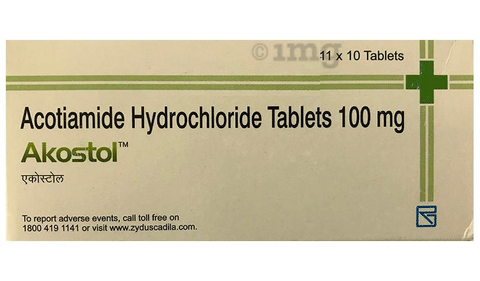 ©1mg
11 x 10 Tablets
Acotiamide Hydrochloride Tablets 100 mg
Akostol™
एकोस्टोल
To report adverse events, call toll free on
1800 419 1141 or visit www.zyduscadila.com.